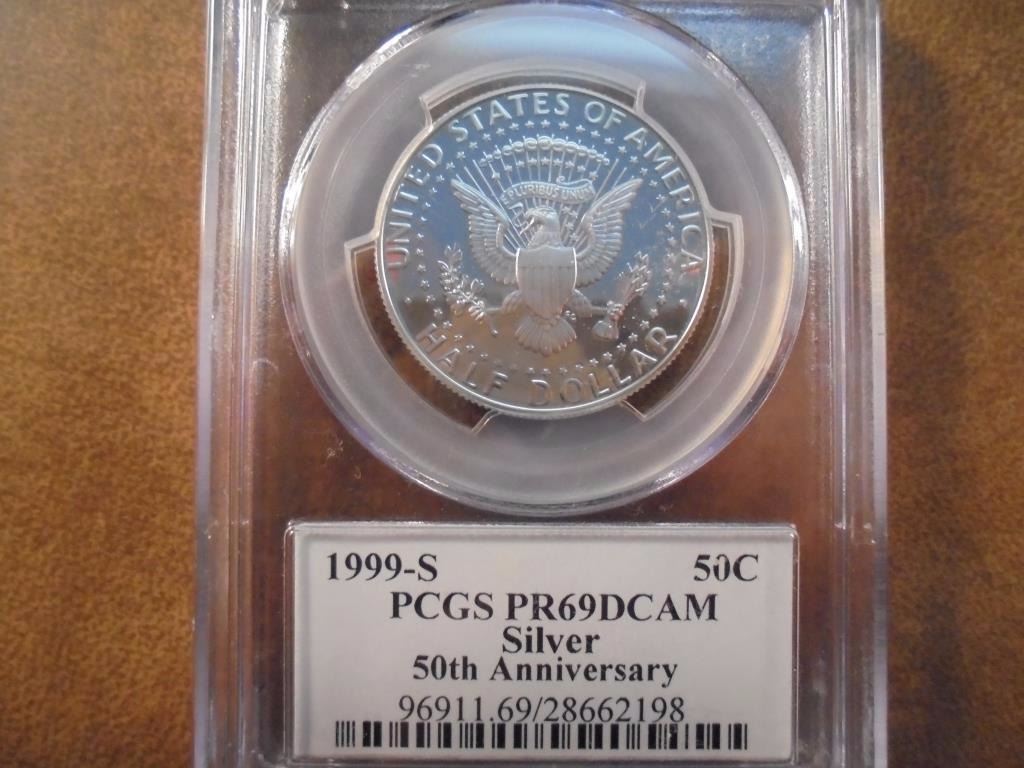 UNITED STATES OF AMERICA
E PLURIBUS UNUM
HALF DOLLAR
1999-S 50C
PCGS PR69DCAM
Silver
50th Anniversary
96911.69/28662198